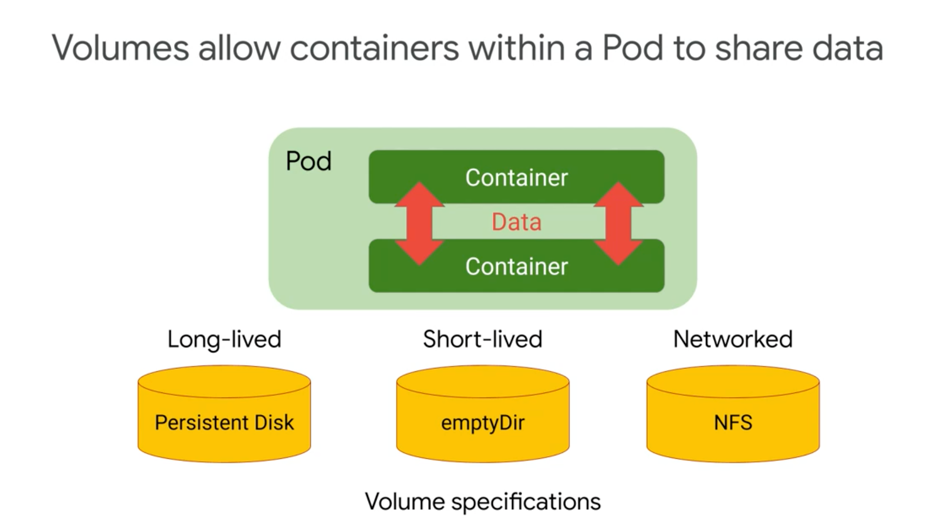 Volumes allow containers within a Pod to share data
Pod
Container
Data
Container
Long-lived
Short-lived
Networked
Persistent Disk
emptyDir
NFS
Volume specifications